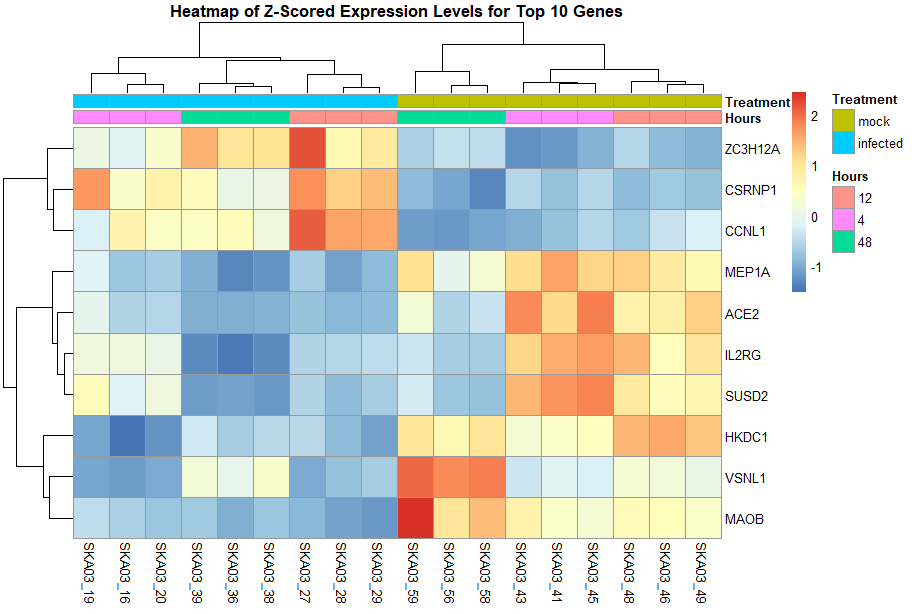 Heatmap of Z-Scored Expression Levels for Top 10 Genes
Treatment
Hours
ZC3H12A
CSRNP1
CCNL1
MEP1A
ACE2
IL2RG
SUSD2
HKDC1
VSNL1
MAOB
SKA03_19
SKA03_16
SKA03_20
SKA03_39
SKA03_36
SKA03_38
SKA03_27
SKA03_28
SKA03_29
SKA03_59
SKA03_56
SKA03_58
SKA03_43
SKA03_41
SKA03_45
SKA03_48
SKA03_46
SKA03_49
2
1
0
-1
Treatment
mock
infected
Hours
12
4
48